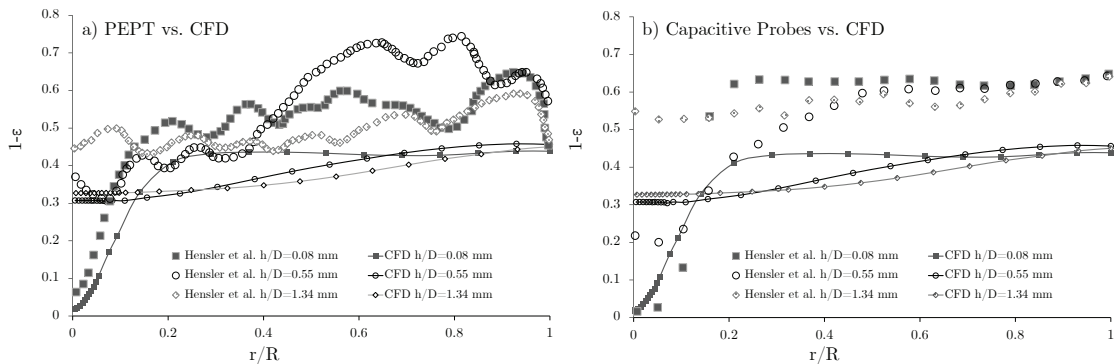 a) PEPT vs. CFD
0.8
0.7
0.6
0.5
0.4
0.3
0.2
0.1
0
1-ε
Hensler et al. h/D=0.08 mm
CFD h/D=0.08 mm
Hensler et al. h/D=0.55 mm
CFD h/D=0.55 mm
Hensler et al. h/D=1.34 mm
CFD h/D=1.34 mm
0 0.2 0.4 0.6 0.8 1
r/R
b) Capacitive Probes vs. CFD
0.8
0.7
0.6
0.5
0.4
0.3
0.2
0.1
0
1-ε
Hensler et al. h/D=0.08 mm
CFD h/D=0.08 mm
Hensler et al. h/D=0.55 mm
CFD h/D=0.55 mm
Hensler et al. h/D=1.34 mm
CFD h/D=1.34 mm
0 0.2 0.4 0.6 0.8 1
r/R